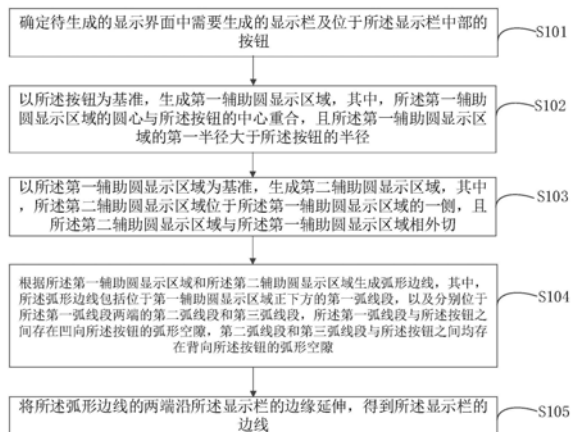 确定待生成的显示界面中需要生成的显示栏及位于所述显示栏中部的
按钮
S101
以所述按钮为基准，生成第一辅助圆显示区域，其中，所述第一辅助
圆显示区域的圆心与所述按钮的中心重合，且所述第一辅助圆显示区
域的第一半径大于所述按钮的半径
S102
以所述第一辅助圆显示区域为基准，生成第二辅助圆显示区域，其中
，所述第二辅助圆显示区域位于所述第一辅助圆显示区域的一侧，且
所述第二辅助圆显示区域与所述第一辅助圆显示区域相外切
S103
根据所述第一辅助圆显示区域和所述第二辅助圆显示区域生成弧形边线，其中，
所述弧形边线包括位于第一辅助圆显示区域正下方的第一弧线段，以及分别位于
所述第一弧线段两端的第二弧线段和第三弧线段，所述第一弧线段与所述按钮之
间存在凹向所述按钮的弧形空隙，第二弧线段和第三弧线段与所述按钮之间均存
在背向所述按钮的弧形空隙
S104
将所述弧形边线的两端沿所述显示栏的边缘延伸，得到所述显示栏的
边线
S105